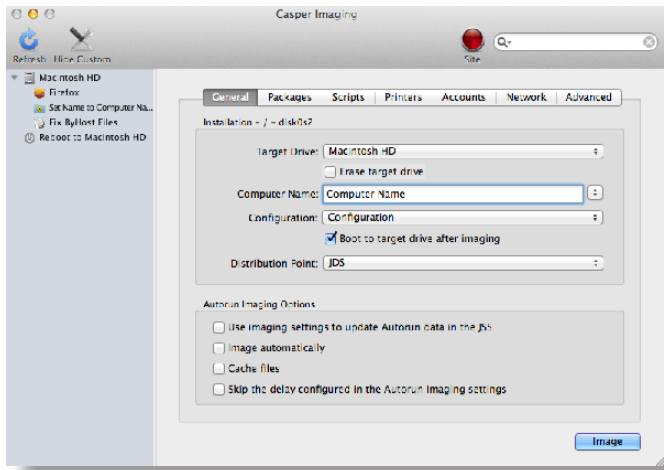 Casper Imaging
Refresh Hide Custom
Site
Macintosh HD
Firefox
Set Name to Computer Na...
Fix ByHost Files
Reboot to Macintosh HD
General Packages Scripts Printers Accounts Network Advanced
Installation - / - disk0s2
Target Drive: Macintosh HD
Erase target drive
Computer Name: Computer Name
Configuration: Configuration
Boot to target drive after imaging
Distribution Point: JDS
Autorun Imaging Options
Use imaging settings to update Autorun data in the JSS
Image automatically
Cache files
Skip the delay configured in the Autorun Imaging settings
Image